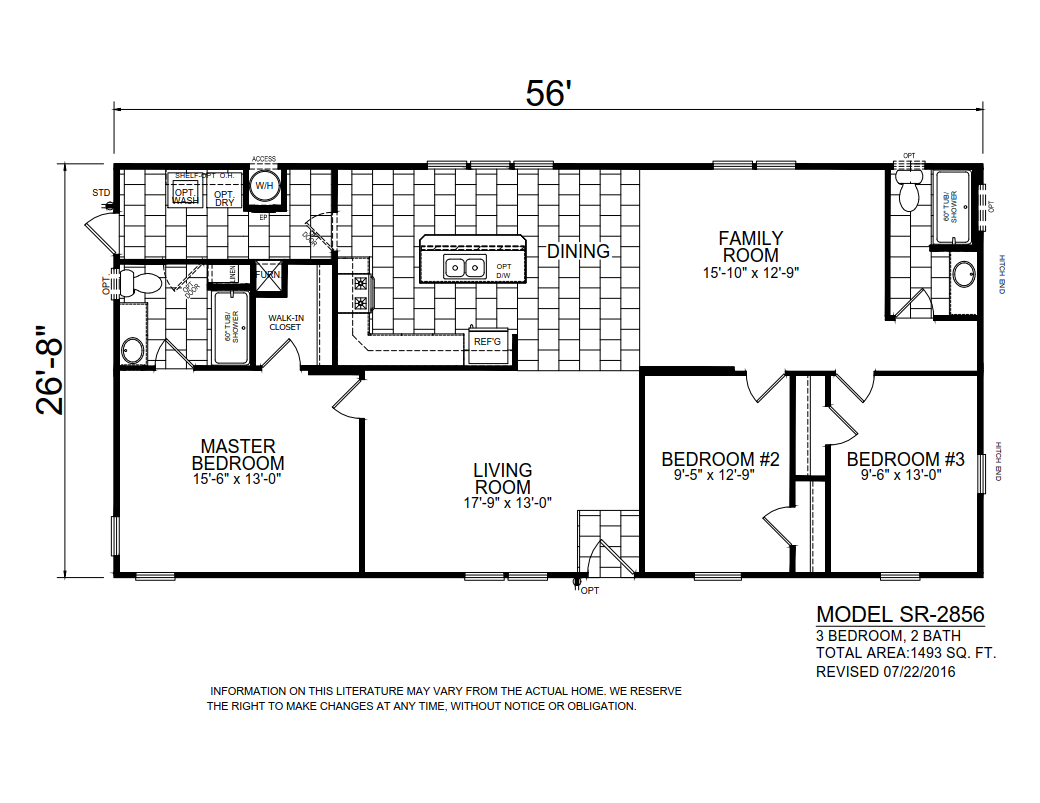 56'
26'-8"
ACCESS
OPT
STD
SHELF-OPT O.H.
OPT.
WASH
OPT.
DRY
W/H
EP
OPT
DOOR
60" TUB/
SHOWER
OPT
HITCH END
DINING
OPT
D/W
FAMILY
ROOM
15'-10" x 12'-9"
OPT
OPT
DOOR
LINEN
FURN.
60" TUB/
SHOWER
WALK-IN
CLOSET
REF'G
MASTER
BEDROOM
15'-6" x 13'-0"
LIVING
ROOM
17'-9" x 13'-0"
BEDROOM #2
9'-5" x 12'-9"
BEDROOM #3
9'-6" x 13'-0"
HITCH END
OPT
MODEL SR-2856
3 BEDROOM, 2 BATH
TOTAL AREA:1493 SQ. FT.
REVISED 07/22/2016
INFORMATION ON THIS LITERATURE MAY VARY FROM THE ACTUAL HOME. WE RESERVE
THE RIGHT TO MAKE CHANGES AT ANY TIME, WITHOUT NOTICE OR OBLIGATION.